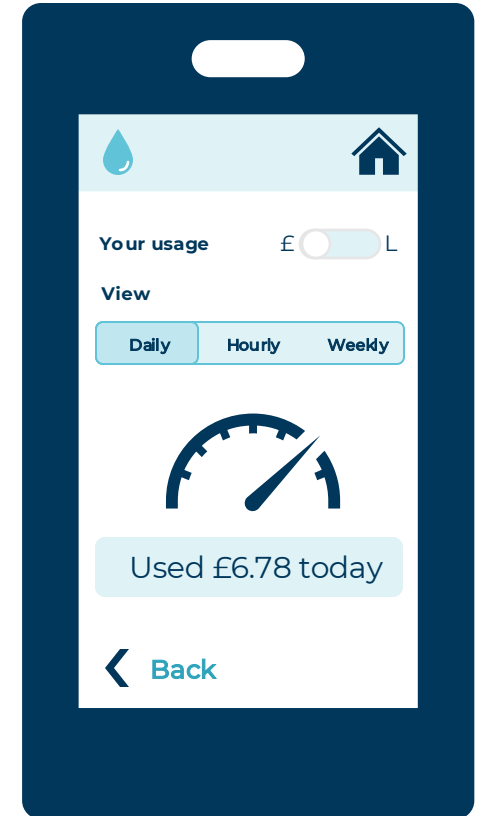 Your usage £ L
View
Daily Hourly Weekly
Used £6.78 today
Back